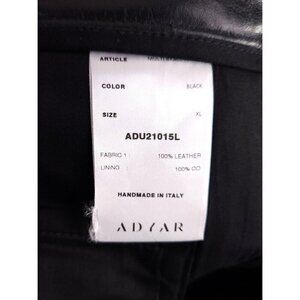 ARTICLE
COLOR BLACK
SIZE XL
ADU21015L
FABRIC 1 : 100% LEATHER
LINING : 100% CO
HANDMADE IN ITALY
ADYAR